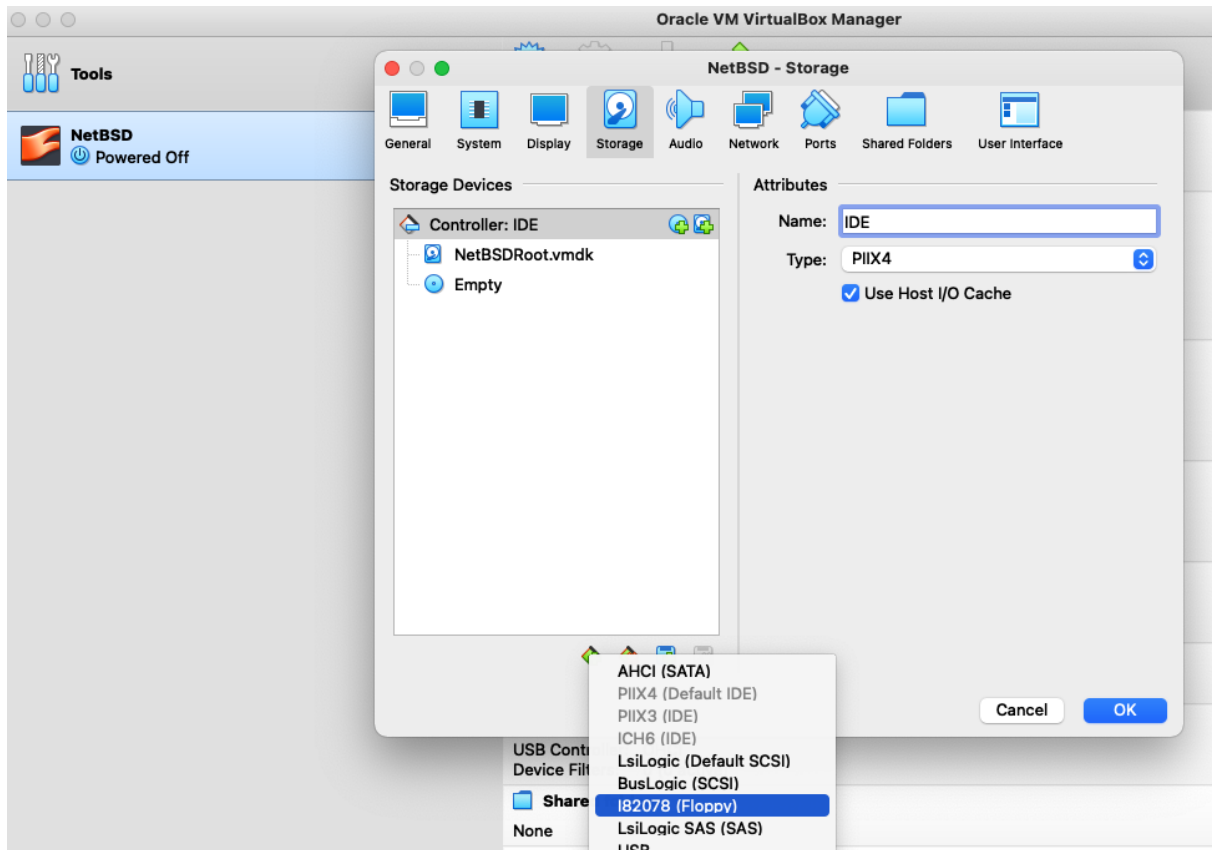 Oracle VM VirtualBox Manager
Tools
NetBSD
Powered Off
NetBSD - Storage
General System Display Storage Audio Network Ports Shared Folders User Interface
Storage Devices
Controller: IDE
NetBSDRoot.vmdk
Empty
Attributes
Name: IDE
Type: PIIX4
Use Host I/O Cache
AHCI (SATA)
PIIX4 (Default IDE)
PIIX3 (IDE)
ICH6 (IDE)
LsiLogic (Default SCSI)
BusLogic (SCSI)
I82078 (Floppy)
LsiLogic SAS (SAS)
USB
Cancel OK
USB Cont
Device Filt
Share
None